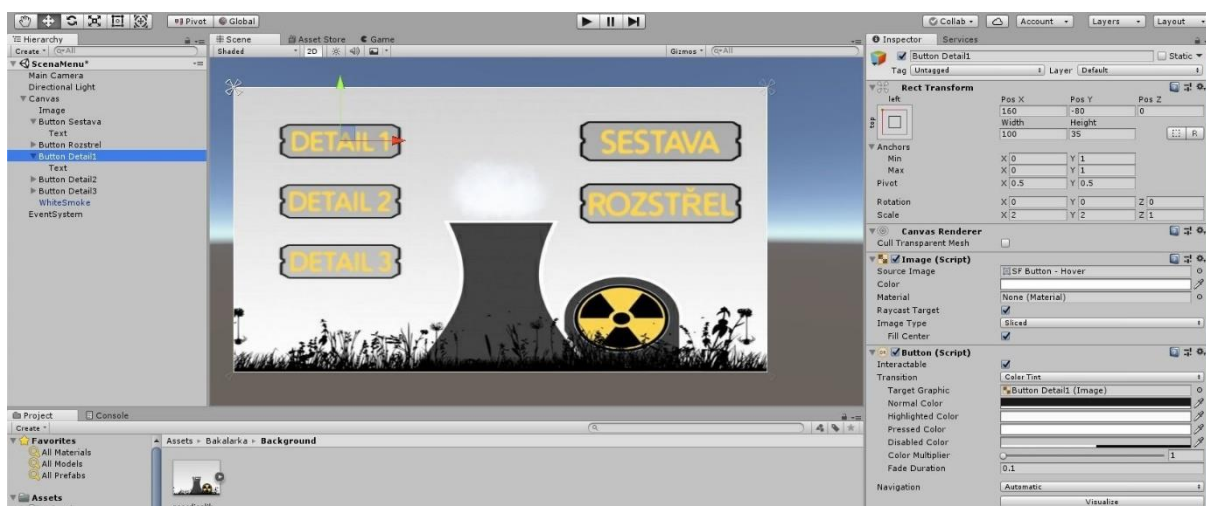 Pivot Global Collab Account Layers Layout
Hierarchy
Create All
ScenaMenu*
Main Camera
Directional Light
Canvas
Image
Button Sestava
Text
Button Rozstrel
Button Detail1
Text
Button Detail2
Button Detail3
WhiteSmoke
EventSystem
Scene Asset Store Game
Shaded 2D Gizmos All
DETAIL 1 SESTAVA
DETAIL 2 ROZSTŘEL
DETAIL 3
Project Console
Create
Favorites
All Materials
All Models
All Prefabs
Assets
Assets Bakalarka Background
Inspector Services
Button Detail1 Static
Tag Untagged Layer Default
Rect Transform
left Pos X Pos Y Pos Z
top 160 -80 0
Width Height
100 35 R
Anchors
Min X 0 Y 1
Max X 0 Y 1
Pivot X 0.5 Y 0.5
Rotation X 0 Y 0 Z 0
Scale X 2 Y 2 Z 1
Canvas Renderer
Cull Transparent Mesh
Image (Script)
Source Image SF Button - Hover
Color
Material None (Material)
Raycast Target
Image Type Sliced
Fill Center
Button (Script)
Interactable
Transition Color Tint
Target Graphic Button Detail1 (Image)
Normal Color
Highlighted Color
Pressed Color
Disabled Color
Color Multiplier 1
Fade Duration 0.1
Navigation Automatic
Visualize